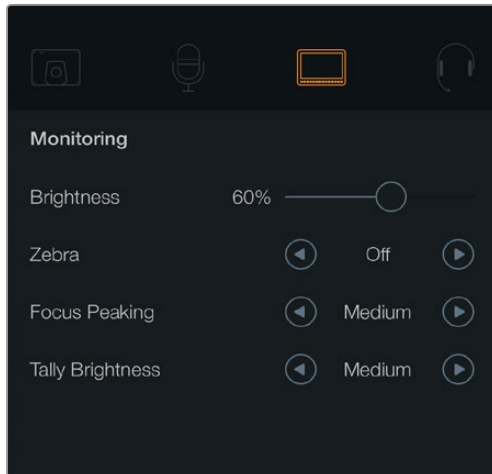 Monitoring
Brightness 60%
Zebra Off
Focus Peaking Medium
Tally Brightness Medium